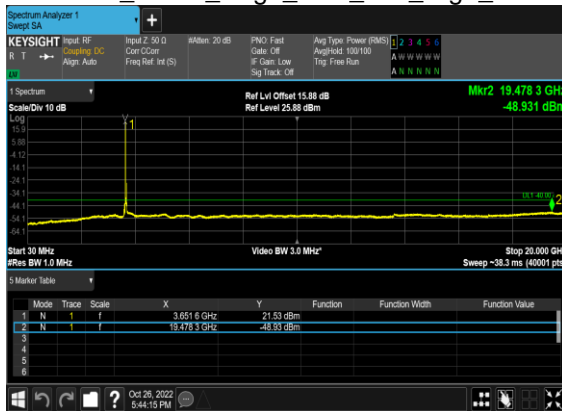 Spectrum Analyzer 1
Swept SA
+
KEYSIGHT
R T
Input: RF
Coupling: DC
Align: Auto
Input Z: 50 Ω
Corr CCorr
Freq Ref: Int (S)
#Atten: 20 dB
PNO: Fast
Gate: Off
IF Gain: Low
Sig Track: Off
Avg Type: Power (RMS)
Avg|Hold: 100/100
Trig: Free Run
1 2 3 4 5 6
A W W W W W
A N N N N N
1 Spectrum
Scale/Div 10 dB
Ref Lvl Offset 15.88 dB
Ref Level 25.88 dBm
Mkr2 19.478 3 GHz
-48.931 dBm
Log
15.9
5.88
-4.12
-14.1
-24.1
-34.1
-44.1
-54.1
-64.1
1
DL1 -40.00
2
Start 30 MHz
#Res BW 1.0 MHz
Video BW 3.0 MHz*
Stop 20.000 GHz
Sweep ~38.3 ms (40001 pts)
5 Marker Table
Mode Trace Scale X Y Function Function Width Function Value
1 N 1 f 3.651 6 GHz 21.53 dBm
2 N 1 f 19.478 3 GHz -48.93 dBm
3
4
5
6
?
Oct 26, 2022
5:44:15 PM